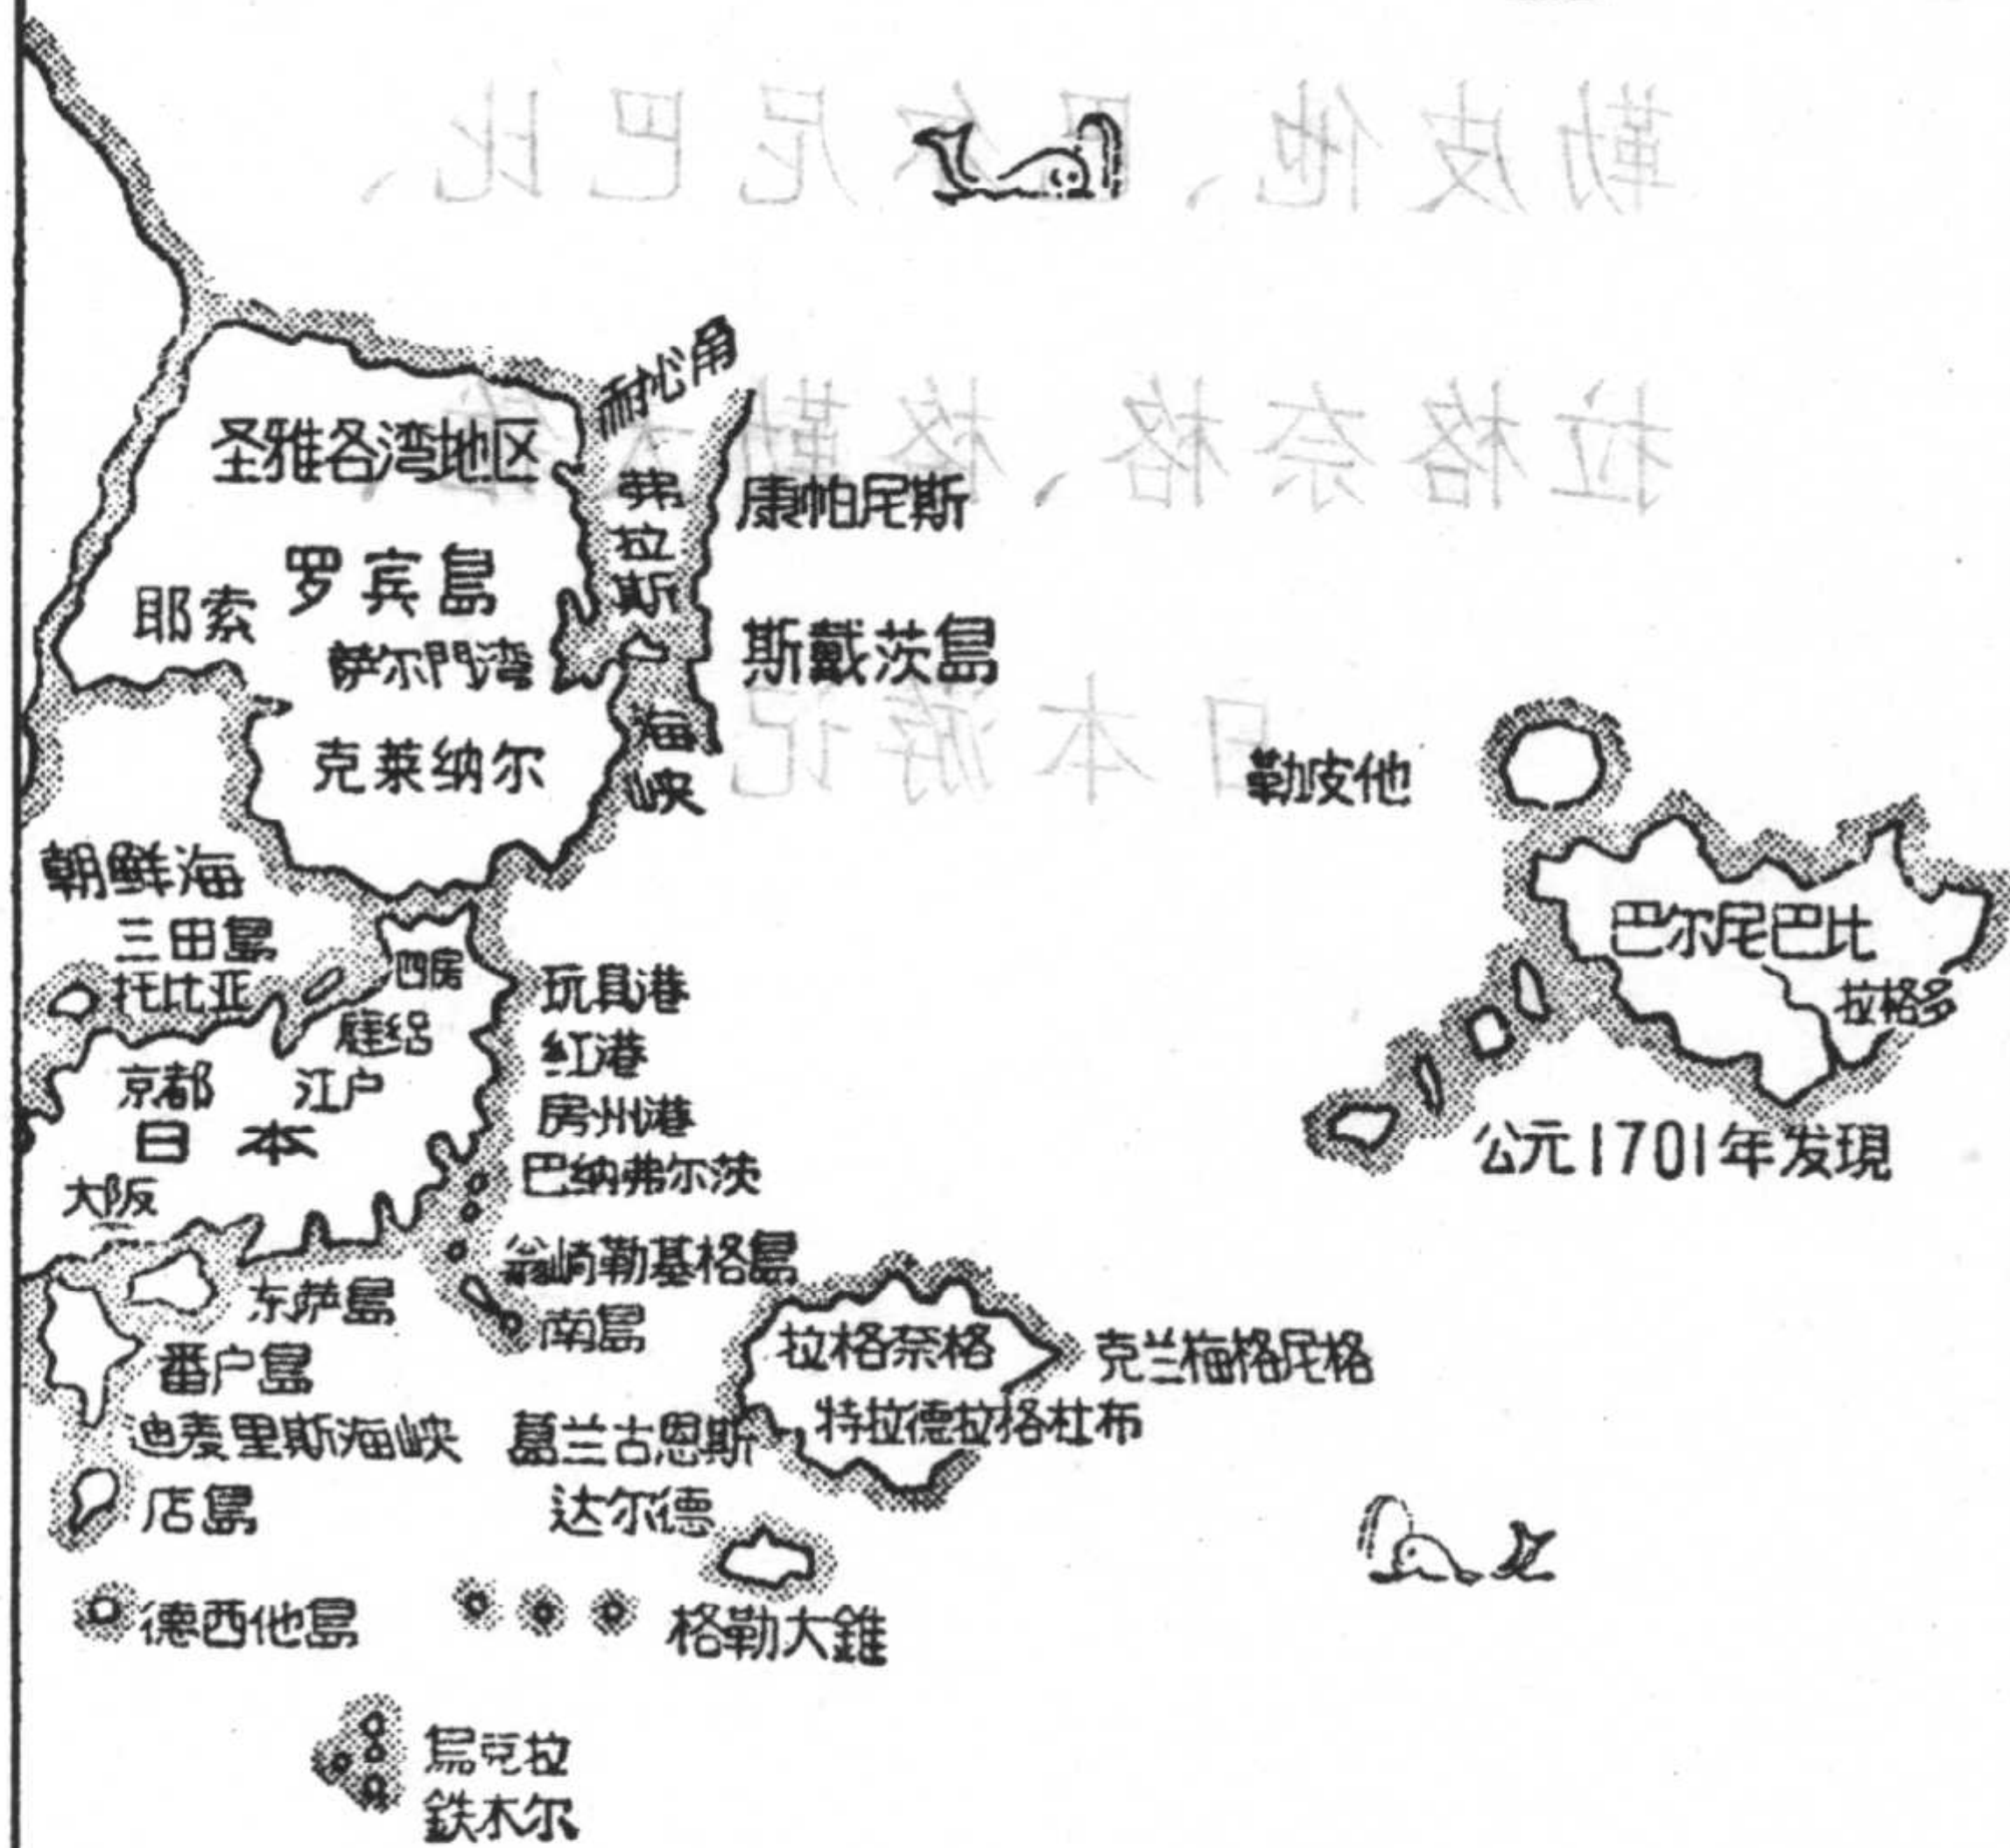 耐心角
圣雅各湾地区
弗拉斯海峡
康帕尼斯
罗宾島
耶索
萨尔門湾
斯戴茨島
克莱纳尔
勒皮他
朝鲜海
三田島
四房
巴尔尼巴比
托比亚
玩具港
拉格多
紅港
京都
江户
房州港
日本
公元1701年发現
巴纳弗尔茨
大阪
翁崎勒基格島
东萨島
南島
拉格奈格
克兰梅格尼格
番户島
特拉德拉格杜布
迪麦里斯海峡
葛兰古恩斯
达尔德
店島
德西他島
格勒大錐
烏克拉
鉄木尔
勒皮他、巴尔尼巴比、
拉格奈格、格勒大
日本游记